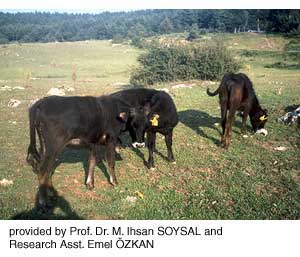 provided by Prof. Dr. M. Ihsan SOYSAL and
Research Asst. Emel ÖZKAN